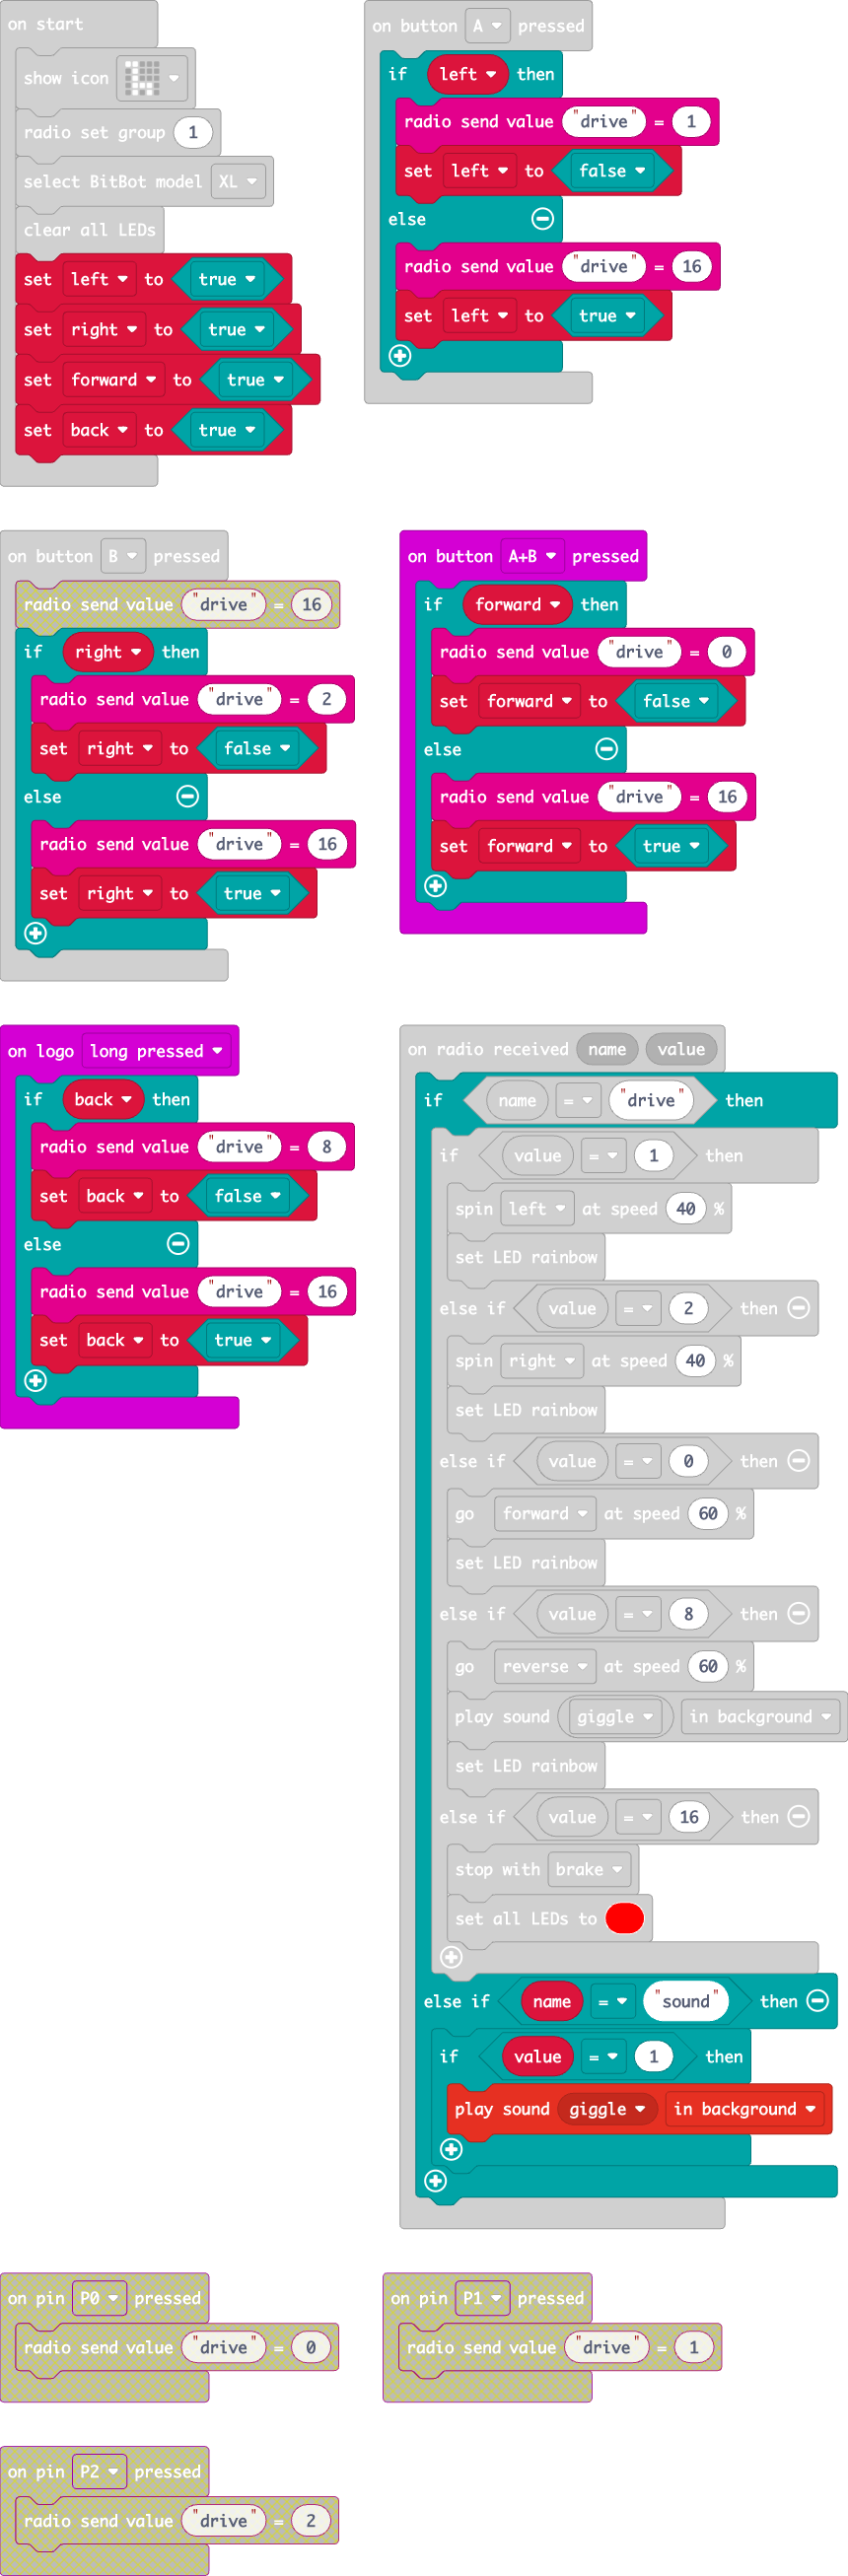 on start
show icon
radio set group 1
select BitBot model XL
clear all LEDs
set left to true
set right to true
set forward to true
set back to true
on button A pressed
if left then
radio send value "drive" = 1
set left to false
else
radio send value "drive" = 16
set left to true
on button B pressed
radio send value "drive" = 16
if right then
radio send value "drive" = 2
set right to false
else
radio send value "drive" = 16
set right to true
on button A+B pressed
if forward then
radio send value "drive" = 0
set forward to false
else
radio send value "drive" = 16
set forward to true
on logo long pressed
if back then
radio send value "drive" = 8
set back to false
else
radio send value "drive" = 16
set back to true
on radio received name value
if name = "drive" then
if value = 1 then
spin left at speed 40 %
set LED rainbow
else if value = 2 then
spin right at speed 40 %
set LED rainbow
else if value = 0 then
go forward at speed 60 %
set LED rainbow
else if value = 8 then
go reverse at speed 60 %
play sound giggle in background
set LED rainbow
else if value = 16 then
stop with brake
set all LEDs to
else if name = "sound" then
if value = 1 then
play sound giggle in background
on pin P0 pressed
radio send value "drive" = 0
on pin P1 pressed
radio send value "drive" = 1
on pin P2 pressed
radio send value "drive" = 2